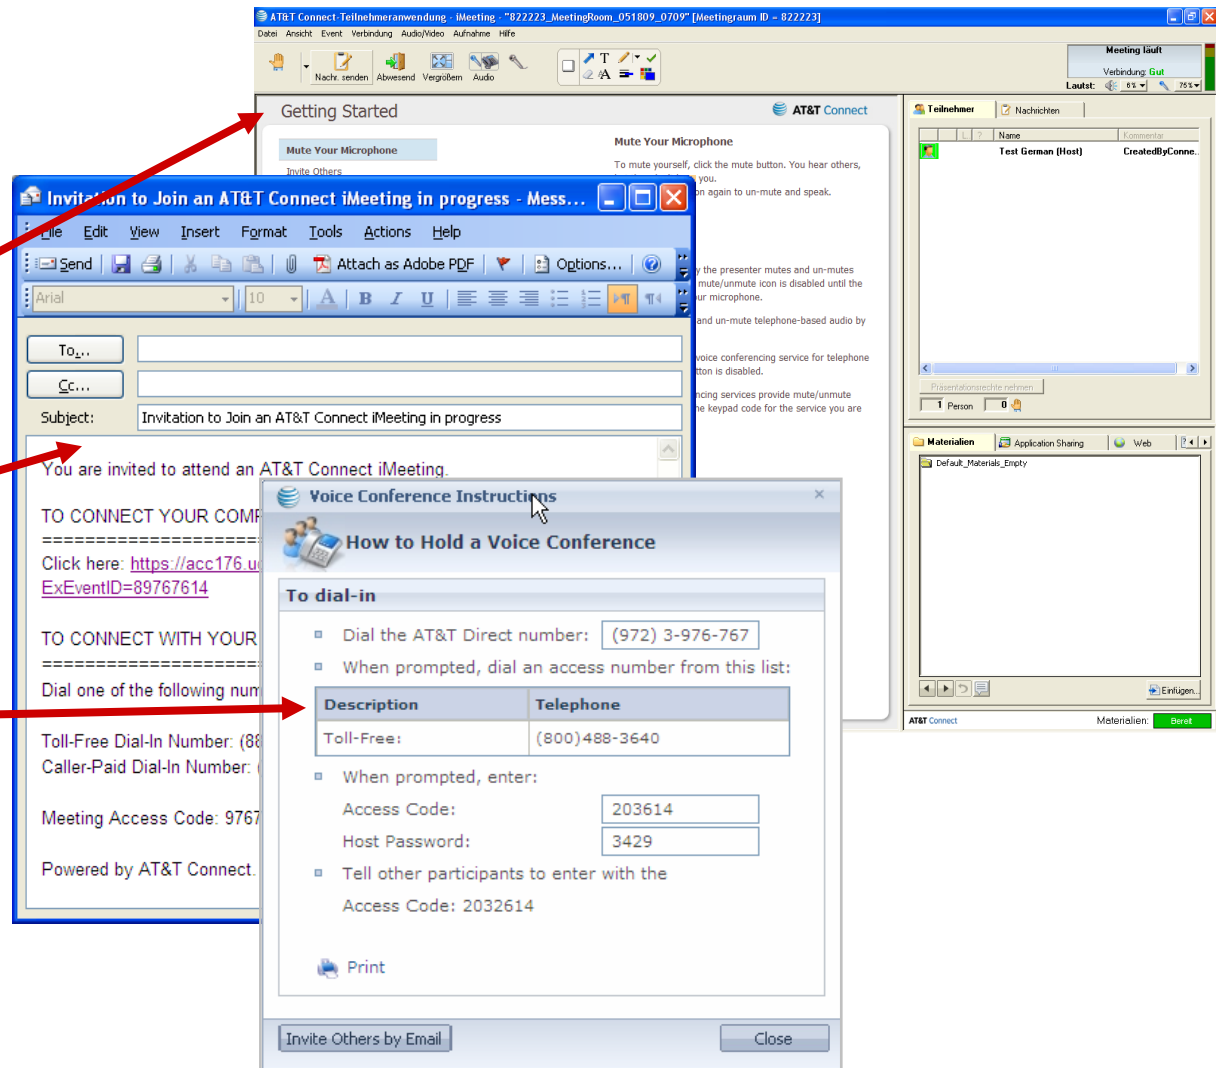 AT&T Connect-Teilnehmeranwendung - iMeeting - "822223_MeetingRoom_051809_0709" [Meetingraum ID = 822223]
Datei Ansicht Event Verbindung Audio/Video Aufnahme Hilfe
Nachr. senden Abwesend Vergrößern Audio
Meeting läuft
Verbindung: Gut
Lautst: 6% 75%
Getting Started
AT&T Connect
Mute Your Microphone
Invite Others
Mute Your Microphone
To mute yourself, click the mute button. You hear others,
you.
on again to un-mute and speak.
y the presenter mutes and un-mutes
mute/unmute icon is disabled until the
ur microphone.
and un-mute telephone-based audio by
voice conferencing service for telephone
tton is disabled.
ncing services provide mute/unmute
he keypad code for the service you are
Teilnehmer Nachrichten
L ? Name Kommentar
Test German (Host) CreatedByConne..
Präsentationsrechte nehmen
1 Person 0
Materialien Application Sharing Web
Default_Materials_Empty
Einfügen..
AT&T Connect Materialien: Bereit
Invitation to Join an AT&T Connect iMeeting in progress - Mess...
File Edit View Insert Format Tools Actions Help
Send Attach as Adobe PDF Options...
Arial 10 A B I U
To...
Cc...
Subject: Invitation to Join an AT&T Connect iMeeting in progress
You are invited to attend an AT&T Connect iMeeting.
TO CONNECT YOUR COMP
=====================
Click here: https://acc176.u
ExEventID=89767614
TO CONNECT WITH YOUR
=====================
Dial one of the following num
Toll-Free Dial-In Number: (88
Caller-Paid Dial-In Number: (
Meeting Access Code: 9767
Powered by AT&T Connect.
Voice Conference Instructions
How to Hold a Voice Conference
To dial-in
Dial the AT&T Direct number: (972) 3-976-767
When prompted, dial an access number from this list:
Description Telephone
Toll-Free: (800)488-3640
When prompted, enter:
Access Code: 203614
Host Password: 3429
Tell other participants to enter with the
Access Code: 2032614
Print
Invite Others by Email Close